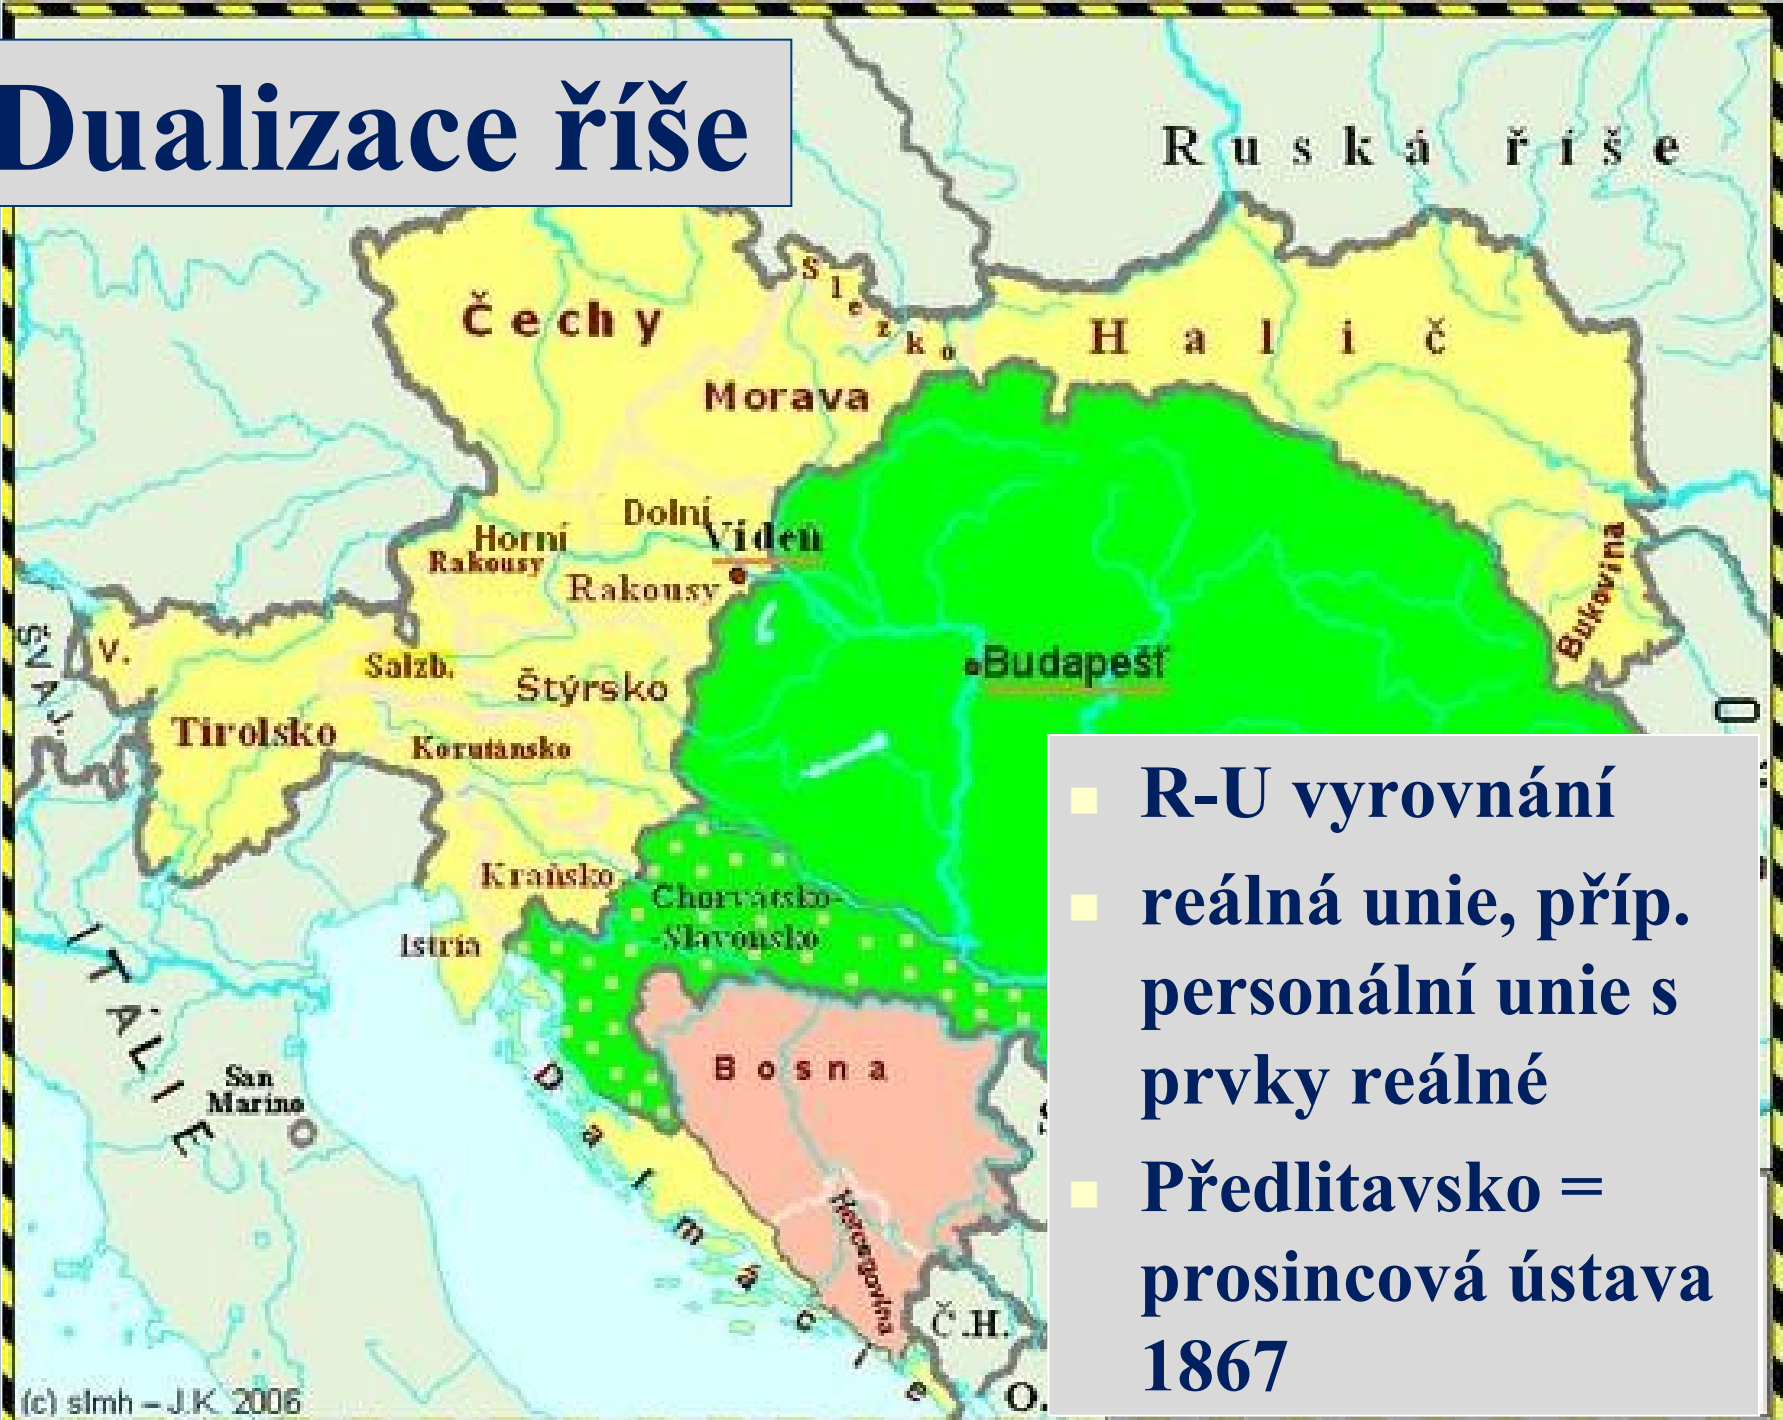 Dualizace říše
Ruská říše
Čechy
Slezko
Halič
Morava
Dolní
Vídeň
Horní
Rakousy
Rakousy
Bukovina
ŠVAJ.
V.
Salzb.
Štýrsko
Budapešť
Tirolsko
Korutánsko
Kraňsko
Chorvatsko-
-Slavonsko
Istria
ITÁLIE
San
Marino
Bosna
Hercegovina
Dalmácie
Č.H.
O.
R-U vyrovnání
reálná unie, příp.
personální unie s
prvky reálné
Předlitavsko =
prosincová ústava
1867
(c) slmh – J.K. 2006